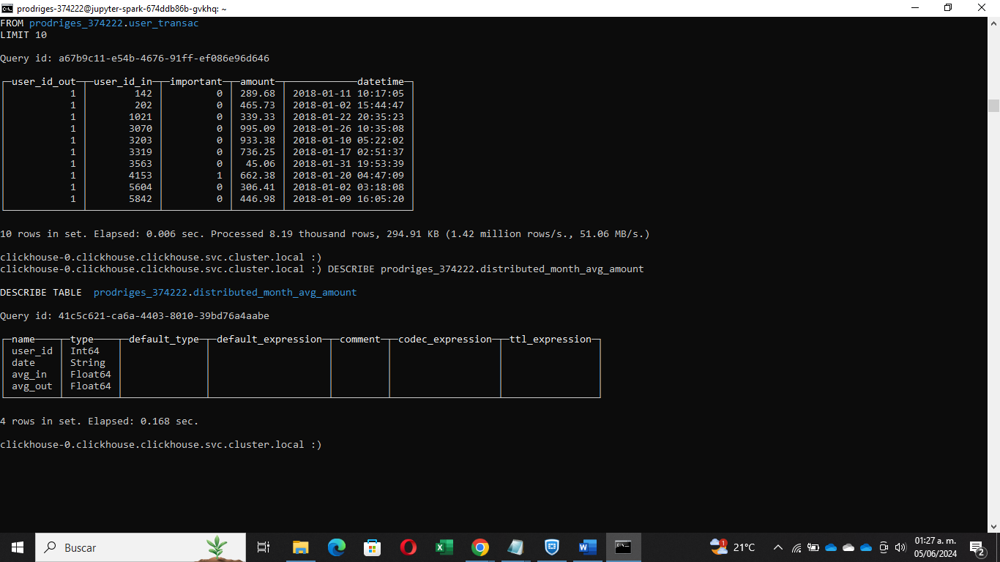 prodriges-374222@jupyter-spark-674ddb86b-gvkhq: ~
FROM prodriges_374222.user_transac
LIMIT 10
Query id: a67b9c11-e54b-4676-91ff-ef086e96d646
user_id_out user_id_in important amount datetime
1 142 0 289.68 2018-01-11 10:17:05
1 202 0 465.73 2018-01-02 15:44:47
1 1021 0 339.33 2018-01-22 20:35:23
1 3070 0 995.09 2018-01-26 10:35:08
1 3203 0 933.38 2018-01-10 05:22:02
1 3319 0 736.25 2018-01-17 02:51:37
1 3563 0 45.06 2018-01-31 19:53:39
1 4153 1 662.38 2018-01-20 04:47:09
1 5604 0 306.41 2018-01-02 03:18:08
1 5842 0 446.98 2018-01-09 16:05:20
10 rows in set. Elapsed: 0.006 sec. Processed 8.19 thousand rows, 294.91 KB (1.42 million rows/s., 51.06 MB/s.)
clickhouse-0.clickhouse.clickhouse.svc.cluster.local :)
clickhouse-0.clickhouse.clickhouse.svc.cluster.local :) DESCRIBE prodriges_374222.distributed_month_avg_amount
DESCRIBE TABLE prodriges_374222.distributed_month_avg_amount
Query id: 41c5c621-ca6a-4403-8010-39bd76a4aabe
name type default_type default_expression comment codec_expression ttl_expression
user_id Int64
date String
avg_in Float64
avg_out Float64
4 rows in set. Elapsed: 0.168 sec.
clickhouse-0.clickhouse.clickhouse.svc.cluster.local :)
Buscar
1
21°C
01:27 a. m.
05/06/2024
2